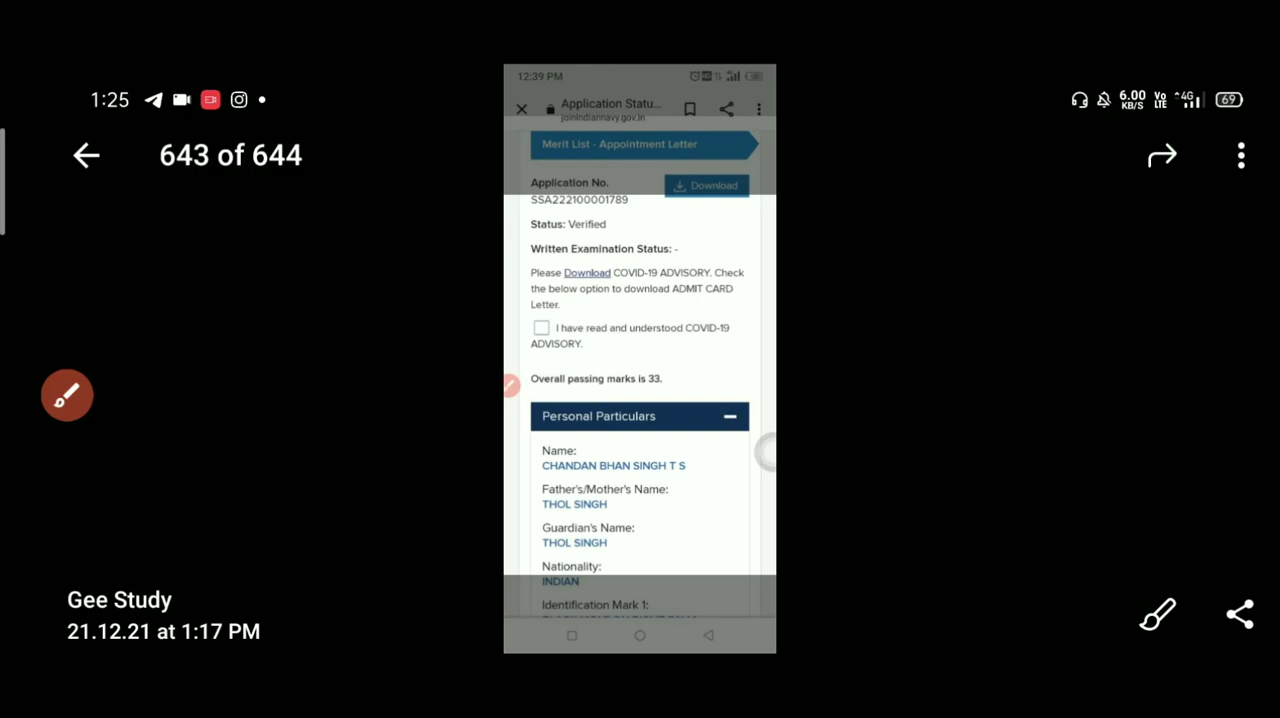 1:25
6.00 KB/S
Vo LTE
4G
69
643 of 644
12:39 PM
Application Statu...
joinindiannavy.gov.in
Merit List - Appointment Letter
Application No.
Download
SSA222100001789
Status: Verified
Written Examination Status: -
Please Download COVID-19 ADVISORY. Check
the below option to download ADMIT CARD
Letter.
I have read and understood COVID-19
ADVISORY.
Overall passing marks is 33.
Personal Particulars
Name:
CHANDAN BHAN SINGH T S
Father's/Mother's Name:
THOL SINGH
Guardian's Name:
THOL SINGH
Nationality:
INDIAN
Identification Mark 1:
Gee Study
21.12.21 at 1:17 PM